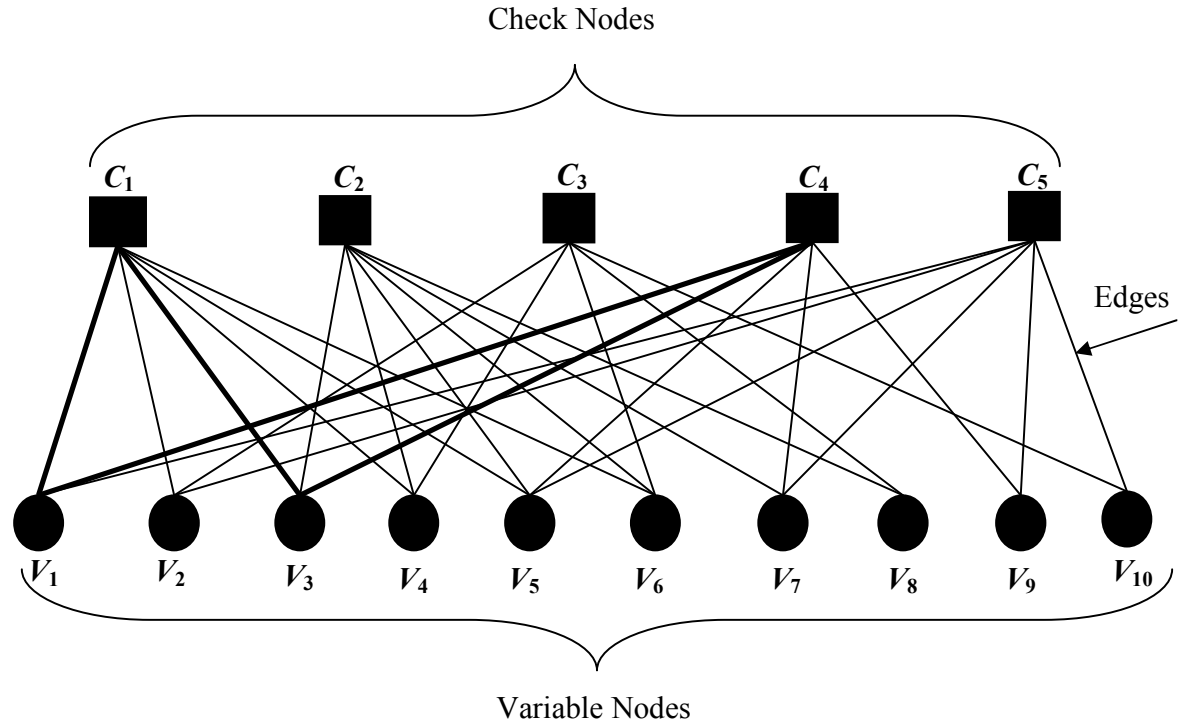 Check Nodes
C1 C2 C3 C4 C5
Edges
V1 V2 V3 V4 V5 V6 V7 V8 V9 V10
Variable Nodes